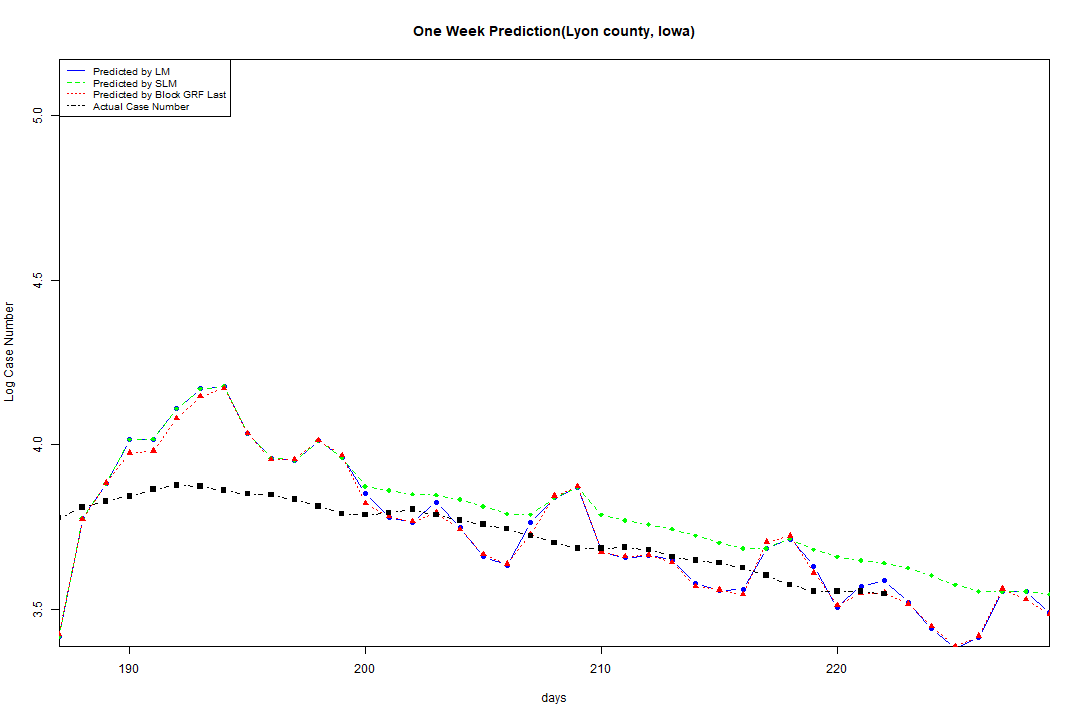 One Week Prediction(Lyon county, Iowa)
Predicted by LM
Predicted by SLM
Predicted by Block GRF Last
Actual Case Number
5.0
4.5
4.0
3.5
Log Case Number
190
200
210
220
days